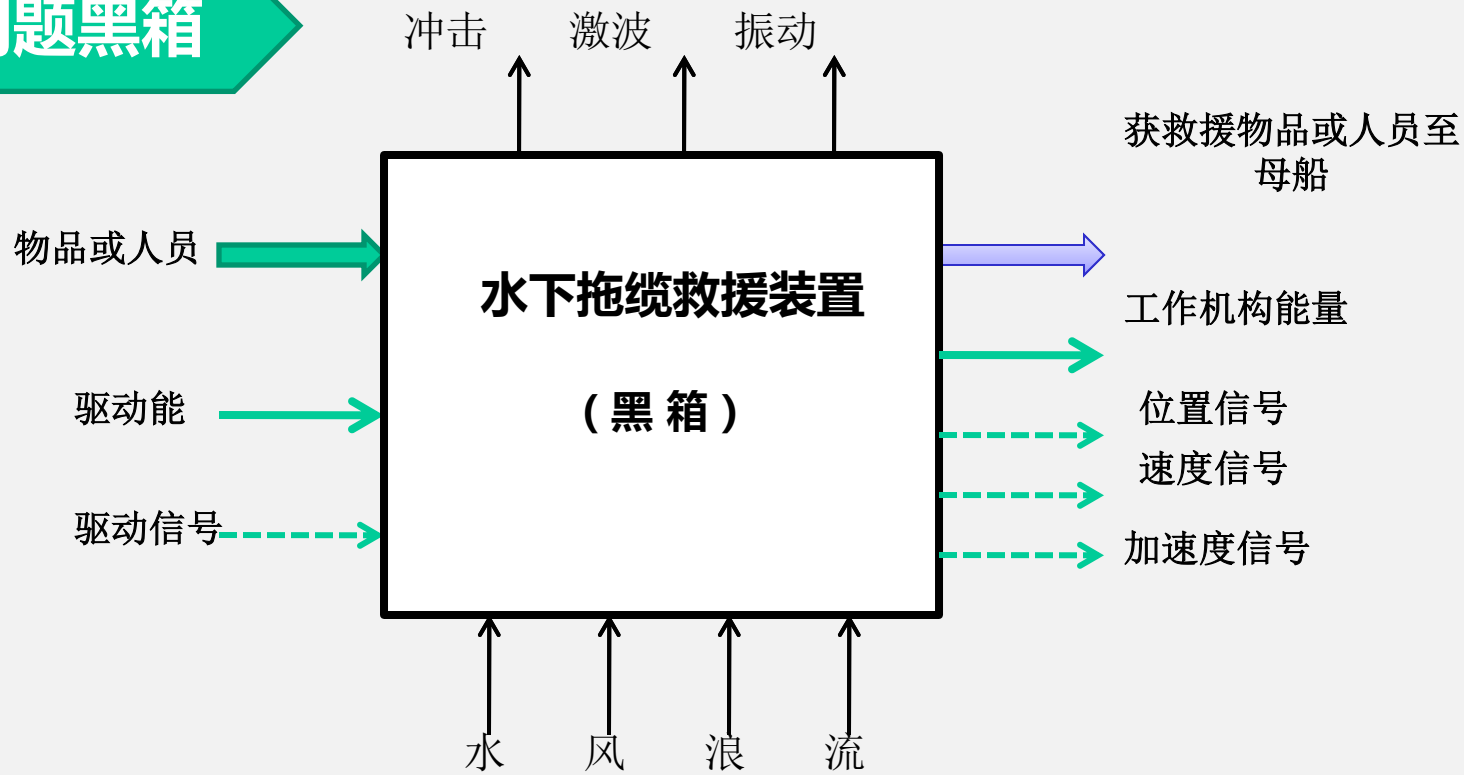 题黑箱
冲击 激波 振动
获救援物品或人员至
母船
物品或人员
水下拖缆救援装置
工作机构能量
(黑 箱)
驱动能
位置信号
速度信号
驱动信号
加速度信号
水 风 浪 流